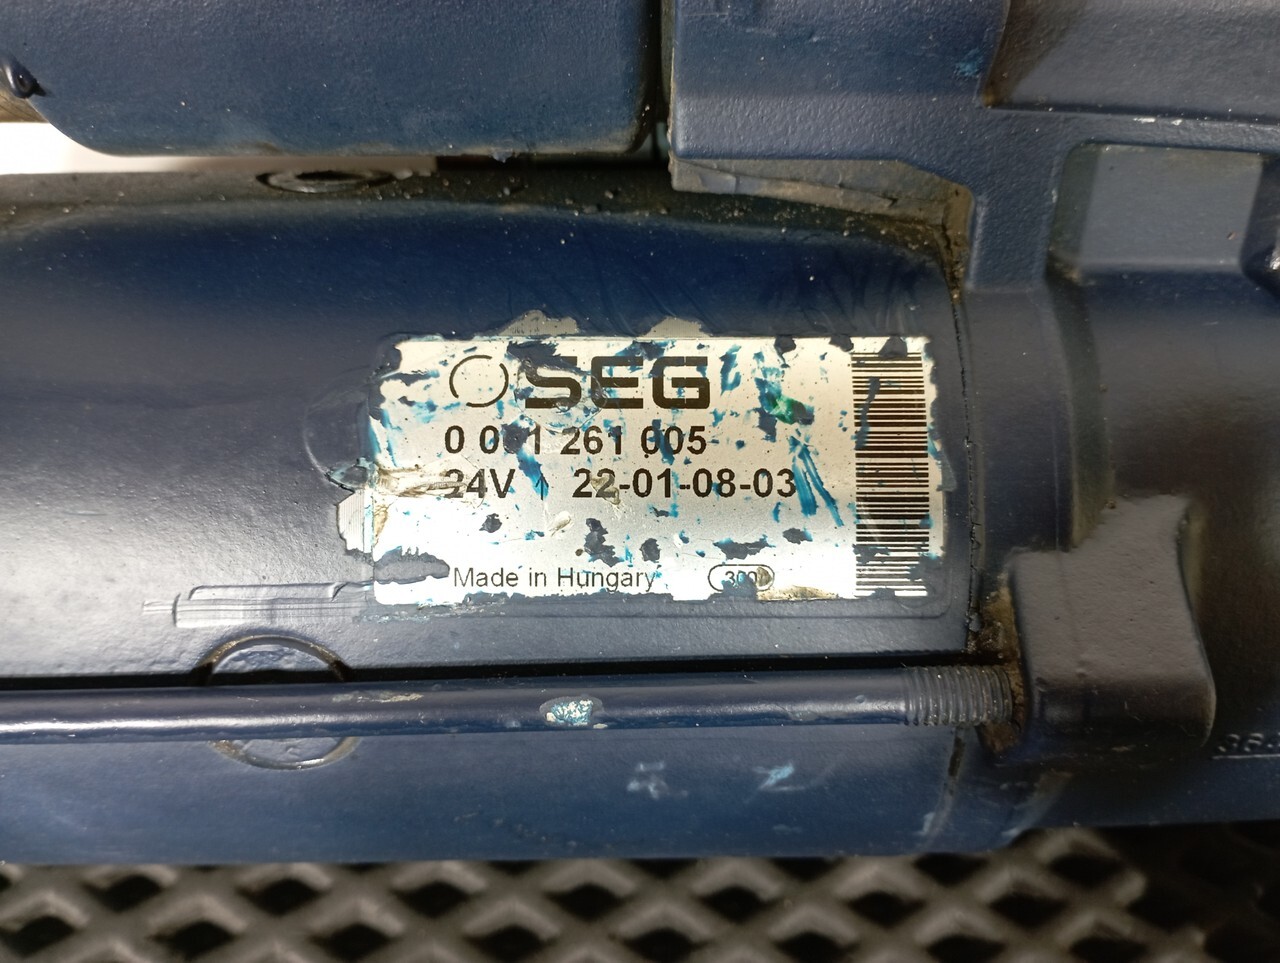 SEG
0 001 261 005
24V ↑ 22-01-08-03
Made in Hungary